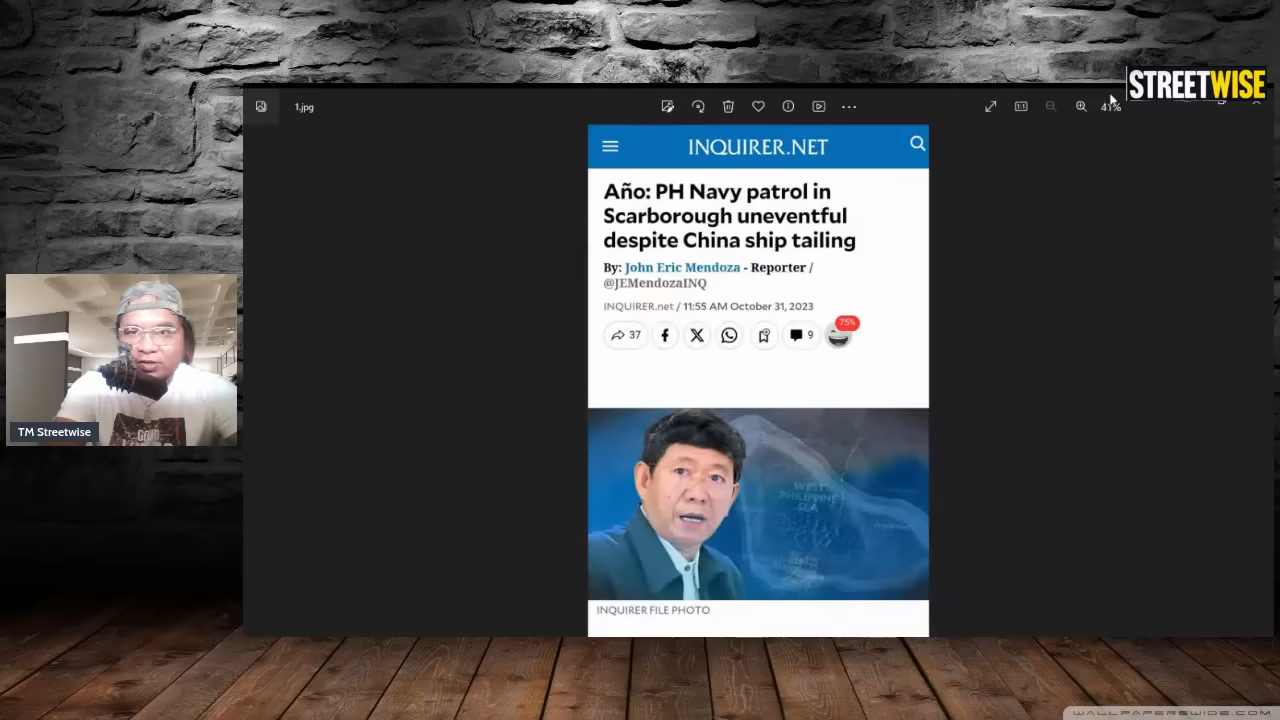 STREETWISE
1.jpg
41%
INQUIRER.NET
Año: PH Navy patrol in
Scarborough uneventful
despite China ship tailing
By: John Eric Mendoza - Reporter /
@JEMendozaINQ
INQUIRER.net / 11:55 AM October 31, 2023
37
9
75%
WEST
PHILIPPINE
SEA
INQUIRER FILE PHOTO
TM Streetwise
WALLPAPERSWIDE.COM